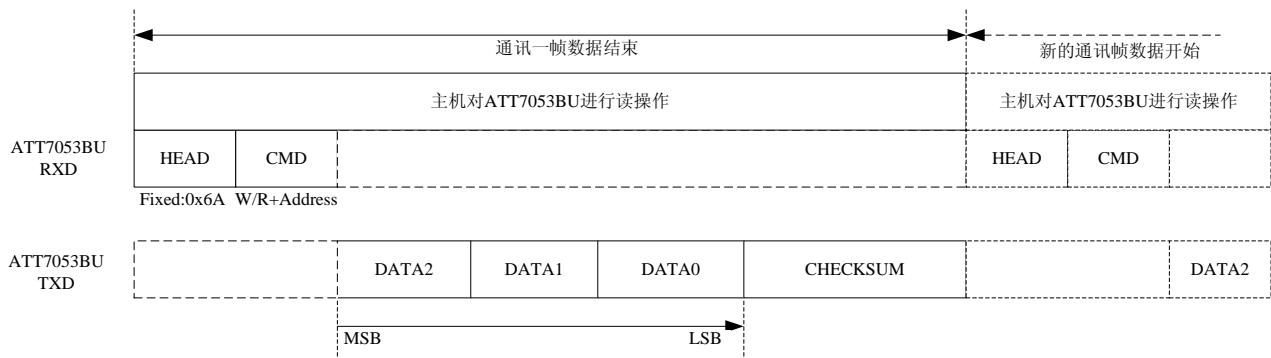 通讯一帧数据结束
新的通讯帧数据开始
主机对ATT7053BU进行读操作
主机对ATT7053BU进行读操作
ATT7053BU
RXD
HEAD
CMD
HEAD
CMD
Fixed:0x6A W/R+Address
ATT7053BU
TXD
DATA2
DATA1
DATA0
CHECKSUM
DATA2
MSB
LSB